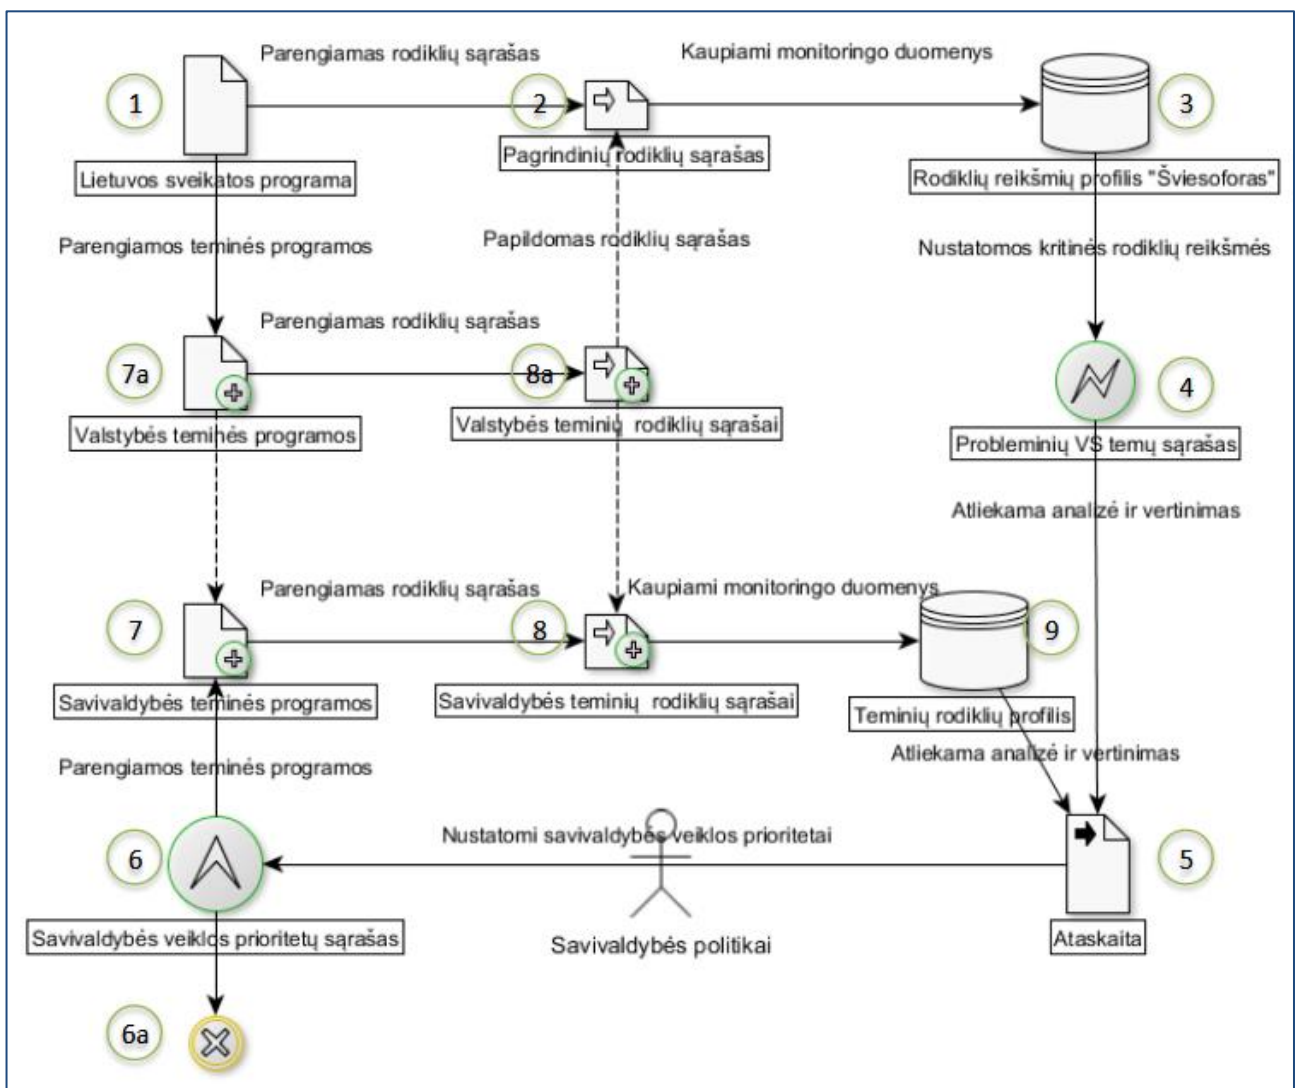 Parengiamas rodiklių sąrašas
Kaupiami monitoringo duomenys
1
2
3
Pagrindinių rodiklių sąrašas
Lietuvos sveikatos programa
Rodiklių reikšmių profilis "Šviesoforas"
Parengiamos teminės programos
Papildomas rodiklių sąrašas
Nustatomos kritinės rodiklių reikšmės
Parengiamas rodiklių sąrašas
7a
8a
4
Valstybės teminės programos
Valstybės teminių rodiklių sąrašai
Probleminių VS temų sąrašas
Atliekama analizė ir vertinimas
Parengiamas rodiklių sąrašas
Kaupiami monitoringo duomenys
7
8
9
Savivaldybės teminės programos
Savivaldybės teminių rodiklių sąrašai
Teminių rodiklių profilis
Parengiamos teminės programos
Atliekama analizė ir vertinimas
Nustatomi savivaldybės veiklos prioritetai
6
5
Savivaldybės veiklos prioritetų sąrašas
Savivaldybės politikai
Ataskaita
6a